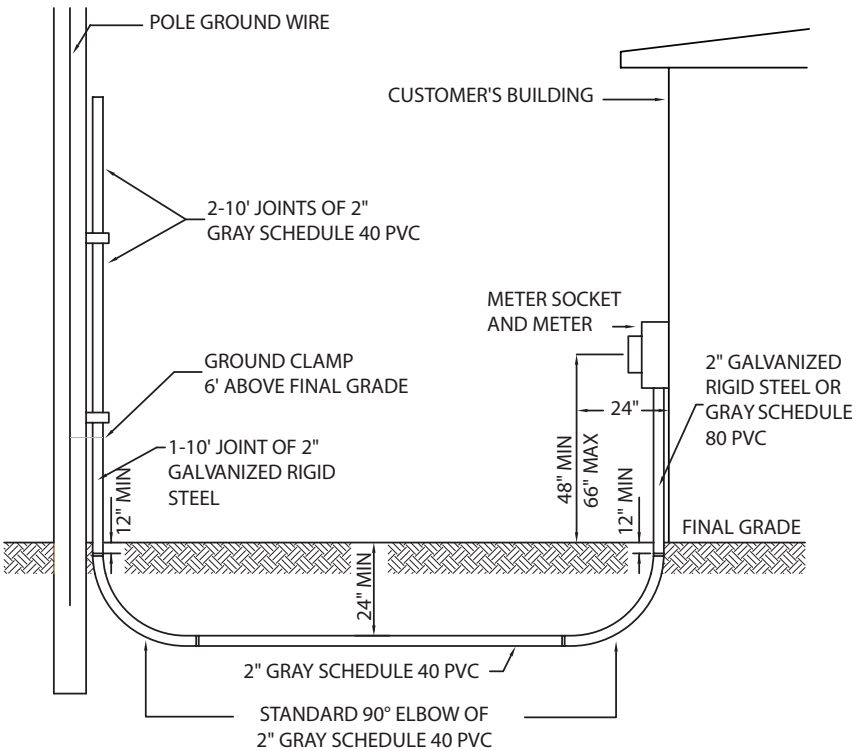 POLE GROUND WIRE
CUSTOMER'S BUILDING
2-10' JOINTS OF 2"
GRAY SCHEDULE 40 PVC
METER SOCKET
AND METER
GROUND CLAMP
6' ABOVE FINAL GRADE
2" GALVANIZED
RIGID STEEL OR
GRAY SCHEDULE
80 PVC
24"
1-10' JOINT OF 2"
GALVANIZED RIGID
STEEL
12" MIN
48" MIN
66" MAX
12" MIN
FINAL GRADE
24" MIN
2" GRAY SCHEDULE 40 PVC
STANDARD 90° ELBOW OF
2" GRAY SCHEDULE 40 PVC